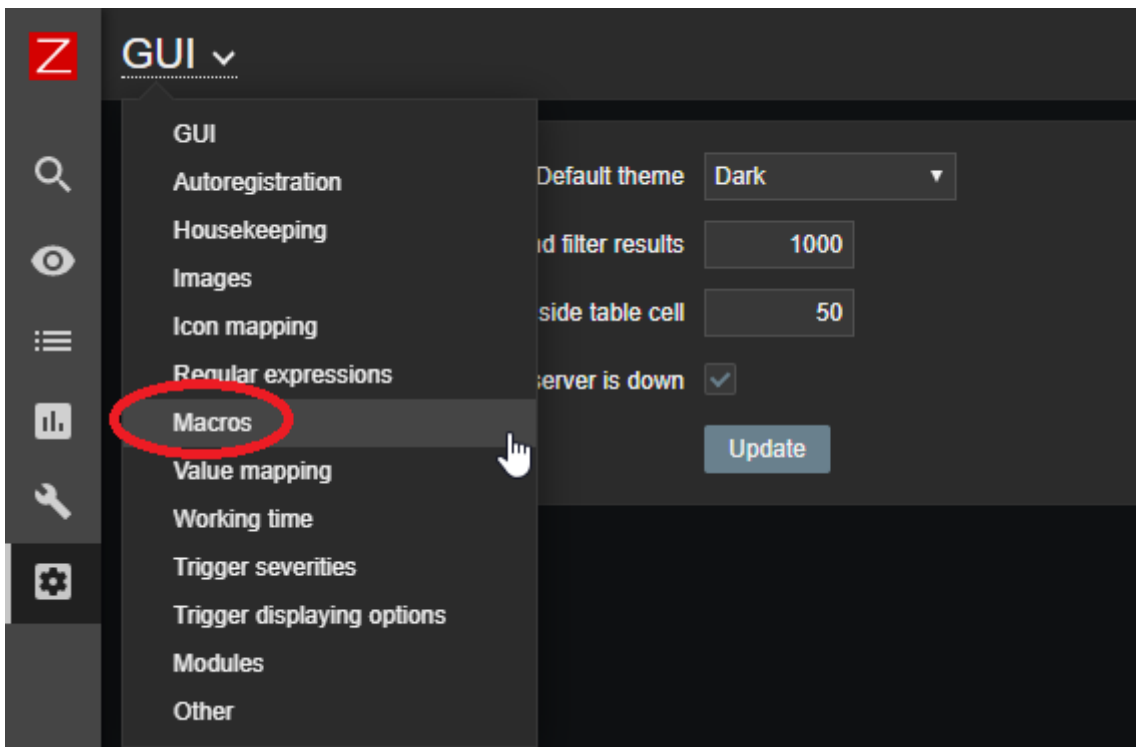 Z
GUI
GUI
Autoregistration
Housekeeping
Images
Icon mapping
Regular expressions
Macros
Value mapping
Working time
Trigger severities
Trigger displaying options
Modules
Other
Default theme Dark
filter results 1000
side table cell 50
server is down
Update